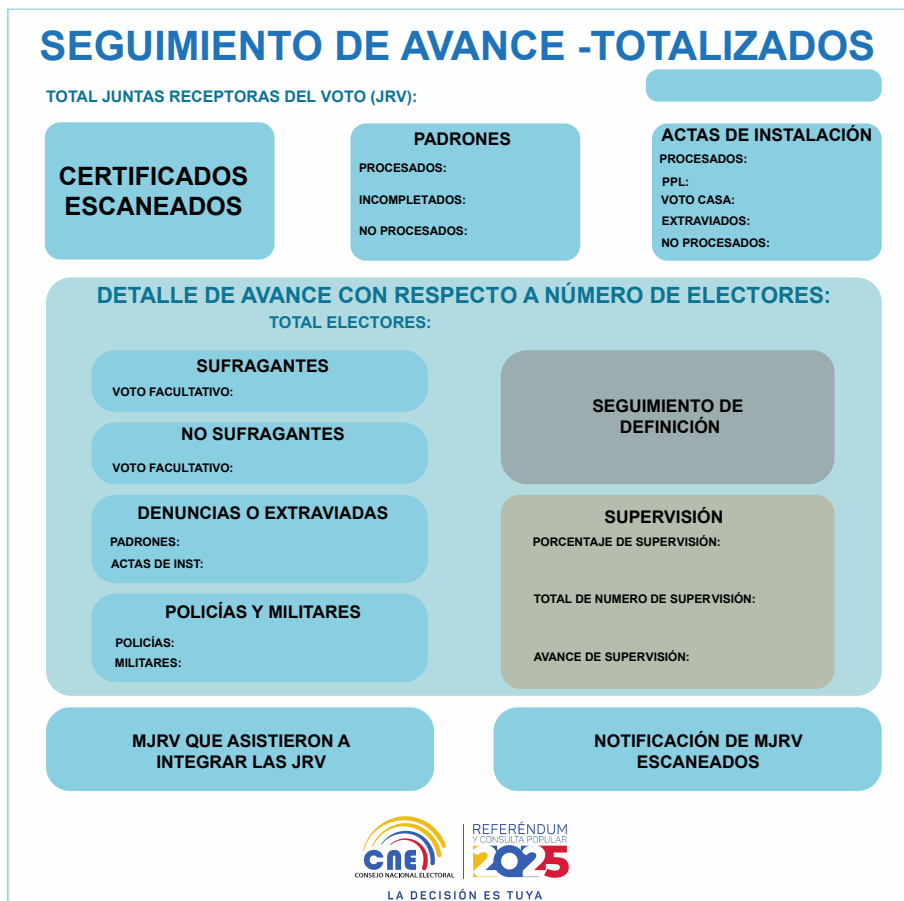 SEGUIMIENTO DE AVANCE -TOTALIZADOS
TOTAL JUNTAS RECEPTORAS DEL VOTO (JRV):
CERTIFICADOS
ESCANEADOS
PADRONES
PROCESADOS:
INCOMPLETADOS:
NO PROCESADOS:
ACTAS DE INSTALACIÓN
PROCESADOS:
PPL:
VOTO CASA:
EXTRAVIADOS:
NO PROCESADOS:
DETALLE DE AVANCE CON RESPECTO A NÚMERO DE ELECTORES:
TOTAL ELECTORES:
SUFRAGANTES
VOTO FACULTATIVO:
NO SUFRAGANTES
VOTO FACULTATIVO:
DENUNCIAS O EXTRAVIADAS
PADRONES:
ACTAS DE INST:
POLICÍAS Y MILITARES
POLICÍAS:
MILITARES:
SEGUIMIENTO DE
DEFINICIÓN
SUPERVISIÓN
PORCENTAJE DE SUPERVISIÓN:
TOTAL DE NUMERO DE SUPERVISIÓN:
AVANCE DE SUPERVISIÓN:
MJRV QUE ASISTIERON A
INTEGRAR LAS JRV
NOTIFICACIÓN DE MJRV
ESCANEADOS
CNE
CONSEJO NACIONAL ELECTORAL
REFERÉNDUM
Y CONSULTA POPULAR
2025
LA DECISIÓN ES TUYA